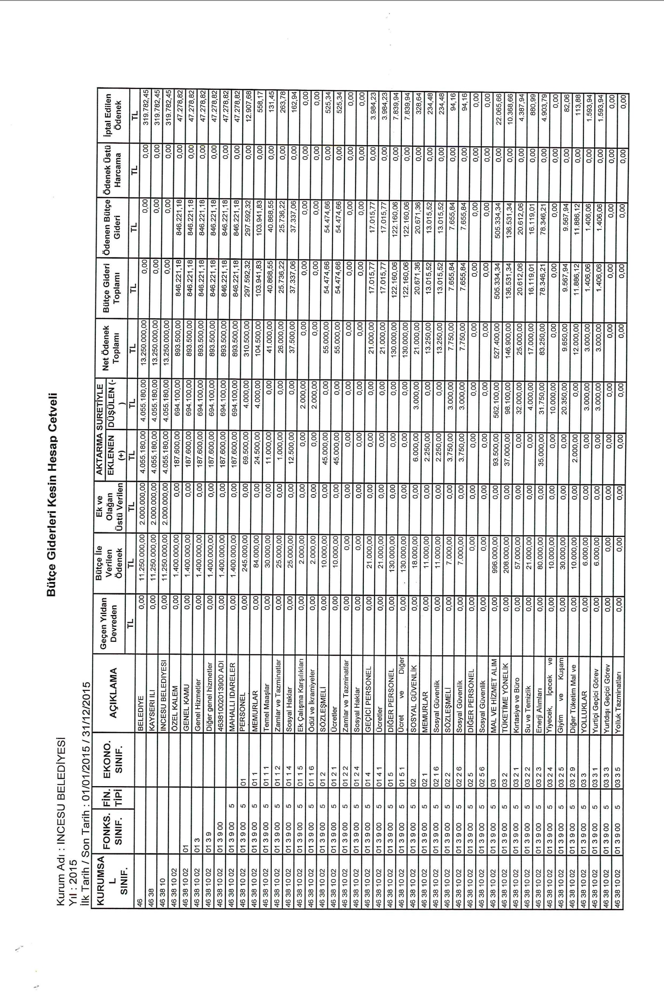 Bütçe Giderleri Kesin Hesap Cetveli
Kurum Adı : INCESU BELEDİYESİ
Yıl : 2015
İlk Tarih / Son Tarih : 01/01/2015 / 31/12/2015
KURUMSAL SINIF. FONKS. SINIF. FİN. TİPİ EKONO. SINIF. AÇIKLAMA Geçen Yıldan Devreden Bütçe İle Verilen Ödenek Ek ve Olağan Üstü Verilen AKTARMA SURETİYLE EKLENEN (+) DÜŞÜLEN (-) Net Ödenek Toplamı Bütçe Gideri Toplamı Ödenen Bütçe Gideri Ödenek Üstü Harcama İptal Edilen Ödenek
TL TL TL TL TL TL TL TL TL TL
46 BELEDIYE 0,00 11.250.000,00 2.000.000,00 4.055.180,00 4.055.180,00 13.250.000,00 0,00 0,00 0,00 319.782,45
46 38 KAYSERI ILI 0,00 11.250.000,00 2.000.000,00 4.055.180,00 4.055.180,00 13.250.000,00 0,00 0,00 0,00 319.782,45
46 38 10 INCESU BELEDIYESI 0,00 11.250.000,00 2.000.000,00 4.055.180,00 4.055.180,00 13.250.000,00 0,00 0,00 0,00 319.782,45
46 38 10 02 ÖZEL KALEM 0,00 1.400.000,00 0,00 187.600,00 694.100,00 893.500,00 846.221,18 846.221,18 0,00 47.278,82
46 38 10 02 01 GENEL KAMU 0,00 1.400.000,00 0,00 187.600,00 694.100,00 893.500,00 846.221,18 846.221,18 0,00 47.278,82
46 38 10 02 01 3 Genel Hizmetler 0,00 1.400.000,00 0,00 187.600,00 694.100,00 893.500,00 846.221,18 846.221,18 0,00 47.278,82
46 38 10 02 01 3 9 Diğer genel hizmetler 0,00 1.400.000,00 0,00 187.600,00 694.100,00 893.500,00 846.221,18 846.221,18 0,00 47.278,82
46 38 10 02 01 3 9 00 46381002013900 ADI 0,00 1.400.000,00 0,00 187.600,00 694.100,00 893.500,00 846.221,18 846.221,18 0,00 47.278,82
46 38 10 02 01 3 9 00 5 MAHALLI IDARELER 0,00 1.400.000,00 0,00 187.600,00 694.100,00 893.500,00 846.221,18 846.221,18 0,00 47.278,82
46 38 10 02 01 3 9 00 5 01 PERSONEL 0,00 245.000,00 0,00 69.500,00 4.000,00 310.500,00 297.592,32 297.592,32 0,00 12.907,68
46 38 10 02 01 3 9 00 5 01 1 MEMURLAR 0,00 84.000,00 0,00 24.500,00 4.000,00 104.500,00 103.941,83 103.941,83 0,00 558,17
46 38 10 02 01 3 9 00 5 01 1 1 Temel Maaşlar 0,00 30.000,00 0,00 11.000,00 0,00 41.000,00 40.868,55 40.868,55 0,00 131,45
46 38 10 02 01 3 9 00 5 01 1 2 Zamlar ve Tazminatlar 0,00 25.000,00 0,00 1.000,00 0,00 26.000,00 25.736,22 25.736,22 0,00 263,78
46 38 10 02 01 3 9 00 5 01 1 4 Sosyal Haklar 0,00 25.000,00 0,00 12.500,00 0,00 37.500,00 37.337,06 37.337,06 0,00 162,94
46 38 10 02 01 3 9 00 5 01 1 5 Ek Çalışma Karşılıkları 0,00 2.000,00 0,00 0,00 2.000,00 0,00 0,00 0,00 0,00 0,00
46 38 10 02 01 3 9 00 5 01 1 6 Ödül ve İkramiyeler 0,00 2.000,00 0,00 0,00 2.000,00 0,00 0,00 0,00 0,00 0,00
46 38 10 02 01 3 9 00 5 01 2 SÖZLEŞMELİ 0,00 10.000,00 0,00 45.000,00 0,00 55.000,00 54.474,66 54.474,66 0,00 525,34
46 38 10 02 01 3 9 00 5 01 2 1 Ücretler 0,00 10.000,00 0,00 45.000,00 0,00 55.000,00 54.474,66 54.474,66 0,00 525,34
46 38 10 02 01 3 9 00 5 01 2 2 Zamlar ve Tazminatlar 0,00 0,00 0,00 0,00 0,00 0,00 0,00 0,00 0,00 0,00
46 38 10 02 01 3 9 00 5 01 2 4 Sosyal Haklar 0,00 0,00 0,00 0,00 0,00 0,00 0,00 0,00 0,00 0,00
46 38 10 02 01 3 9 00 5 01 4 GEÇİCİ PERSONEL 0,00 21.000,00 0,00 0,00 0,00 21.000,00 17.015,77 17.015,77 0,00 3.984,23
46 38 10 02 01 3 9 00 5 01 4 1 Ücretler 0,00 21.000,00 0,00 0,00 0,00 21.000,00 17.015,77 17.015,77 0,00 3.984,23
46 38 10 02 01 3 9 00 5 01 5 DİĞER PERSONEL 0,00 130.000,00 0,00 0,00 0,00 130.000,00 122.160,06 122.160,06 0,00 7.839,94
46 38 10 02 01 3 9 00 5 01 5 1 Ücret ve Diğer 0,00 130.000,00 0,00 0,00 0,00 130.000,00 122.160,06 122.160,06 0,00 7.839,94
46 38 10 02 01 3 9 00 5 02 SOSYAL GÜVENLİK 0,00 18.000,00 0,00 6.000,00 3.000,00 21.000,00 20.671,36 20.671,36 0,00 328,64
46 38 10 02 01 3 9 00 5 02 1 MEMURLAR 0,00 11.000,00 0,00 2.250,00 0,00 13.250,00 13.015,52 13.015,52 0,00 234,48
46 38 10 02 01 3 9 00 5 02 1 6 Sosyal Güvenlik 0,00 11.000,00 0,00 2.250,00 0,00 13.250,00 13.015,52 13.015,52 0,00 234,48
46 38 10 02 01 3 9 00 5 02 2 SÖZLEŞMELİ 0,00 7.000,00 0,00 3.750,00 3.000,00 7.750,00 7.655,84 7.655,84 0,00 94,16
46 38 10 02 01 3 9 00 5 02 2 6 Sosyal Güvenlik 0,00 7.000,00 0,00 3.750,00 3.000,00 7.750,00 7.655,84 7.655,84 0,00 94,16
46 38 10 02 01 3 9 00 5 02 5 DİĞER PERSONEL 0,00 0,00 0,00 0,00 0,00 0,00 0,00 0,00 0,00 0,00
46 38 10 02 01 3 9 00 5 02 5 6 Sosyal Güvenlik 0,00 0,00 0,00 0,00 0,00 0,00 0,00 0,00 0,00 0,00
46 38 10 02 01 3 9 00 5 03 MAL VE HİZMET ALIM 0,00 996.000,00 0,00 93.500,00 562.100,00 527.400,00 505.334,34 505.334,34 0,00 22.065,66
46 38 10 02 01 3 9 00 5 03 2 TÜKETİME YÖNELİK 0,00 208.000,00 0,00 37.000,00 98.100,00 146.900,00 136.531,34 136.531,34 0,00 10.368,66
46 38 10 02 01 3 9 00 5 03 2 1 Kırtasiye ve Büro 0,00 57.000,00 0,00 0,00 32.000,00 25.000,00 20.612,06 20.612,06 0,00 4.387,94
46 38 10 02 01 3 9 00 5 03 2 2 Su ve Temizlik 0,00 21.000,00 0,00 0,00 4.000,00 17.000,00 16.119,01 16.119,01 0,00 880,99
46 38 10 02 01 3 9 00 5 03 2 3 Enerji Alımları 0,00 80.000,00 0,00 35.000,00 31.750,00 83.250,00 78.346,21 78.346,21 0,00 4.903,79
46 38 10 02 01 3 9 00 5 03 2 4 Yiyecek, İçecek ve 0,00 10.000,00 0,00 0,00 10.000,00 0,00 0,00 0,00 0,00 0,00
46 38 10 02 01 3 9 00 5 03 2 5 Giyim ve Kuşam 0,00 30.000,00 0,00 0,00 20.350,00 9.650,00 9.567,94 9.567,94 0,00 82,06
46 38 10 02 01 3 9 00 5 03 2 9 Diğer Tüketim Mal ve 0,00 10.000,00 0,00 2.000,00 0,00 12.000,00 11.886,12 11.886,12 0,00 113,88
46 38 10 02 01 3 9 00 5 03 3 YOLLUKLAR 0,00 6.000,00 0,00 0,00 3.000,00 3.000,00 1.406,06 1.406,06 0,00 1.593,94
46 38 10 02 01 3 9 00 5 03 3 1 Yurtiçi Geçici Görev 0,00 6.000,00 0,00 0,00 3.000,00 3.000,00 1.406,06 1.406,06 0,00 1.593,94
46 38 10 02 01 3 9 00 5 03 3 3 Yurtdışı Geçici Görev 0,00 0,00 0,00 0,00 0,00 0,00 0,00 0,00 0,00 0,00
46 38 10 02 01 3 9 00 5 03 3 5 Yolluk Tazminatları 0,00 0,00 0,00 0,00 0,00 0,00 0,00 0,00 0,00 0,00